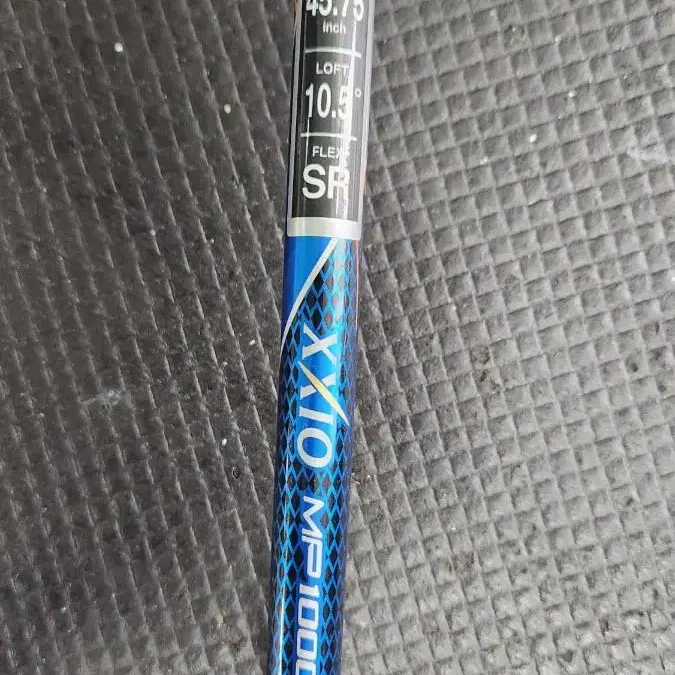 45.75
inch
LOFT
10.5°
FLEX
SR
XXIO MP1000